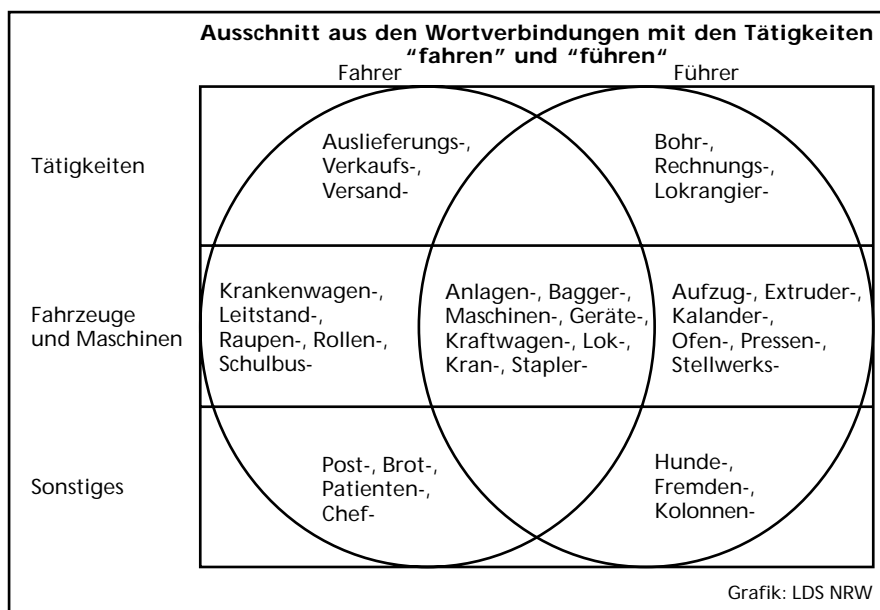 Ausschnitt aus den Wortverbindungen mit den Tätigkeiten
“fahren” und “führen“
Fahrer
Führer
Tätigkeiten
Auslieferungs-,
Verkaufs-,
Versand-
Bohr-,
Rechnungs-,
Lokrangier-
Fahrzeuge
und Maschinen
Krankenwagen-,
Leitstand-,
Raupen-, Rollen-,
Schulbus-
Anlagen-, Bagger-,
Maschinen-, Geräte-,
Kraftwagen-, Lok-,
Kran-, Stapler-
Aufzug-, Extruder-,
Kalander-,
Ofen-, Pressen-,
Stellwerks-
Sonstiges
Post-, Brot-,
Patienten-,
Chef-
Hunde-,
Fremden-,
Kolonnen-
Grafik: LDS NRW